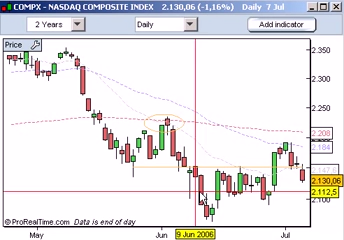 COMPX - NASDAQ COMPOSITE INDEX 2.130,06 (-1,16%) Daily 7 Jul
2 Years
Daily
Add indicator
Price
2.350
2.300
2.250
2.208
2.184
2.130,06
2.112,5
2.100
© ProRealTime.com Data is end of day
May
Jun
9 Jun 2006
Jul